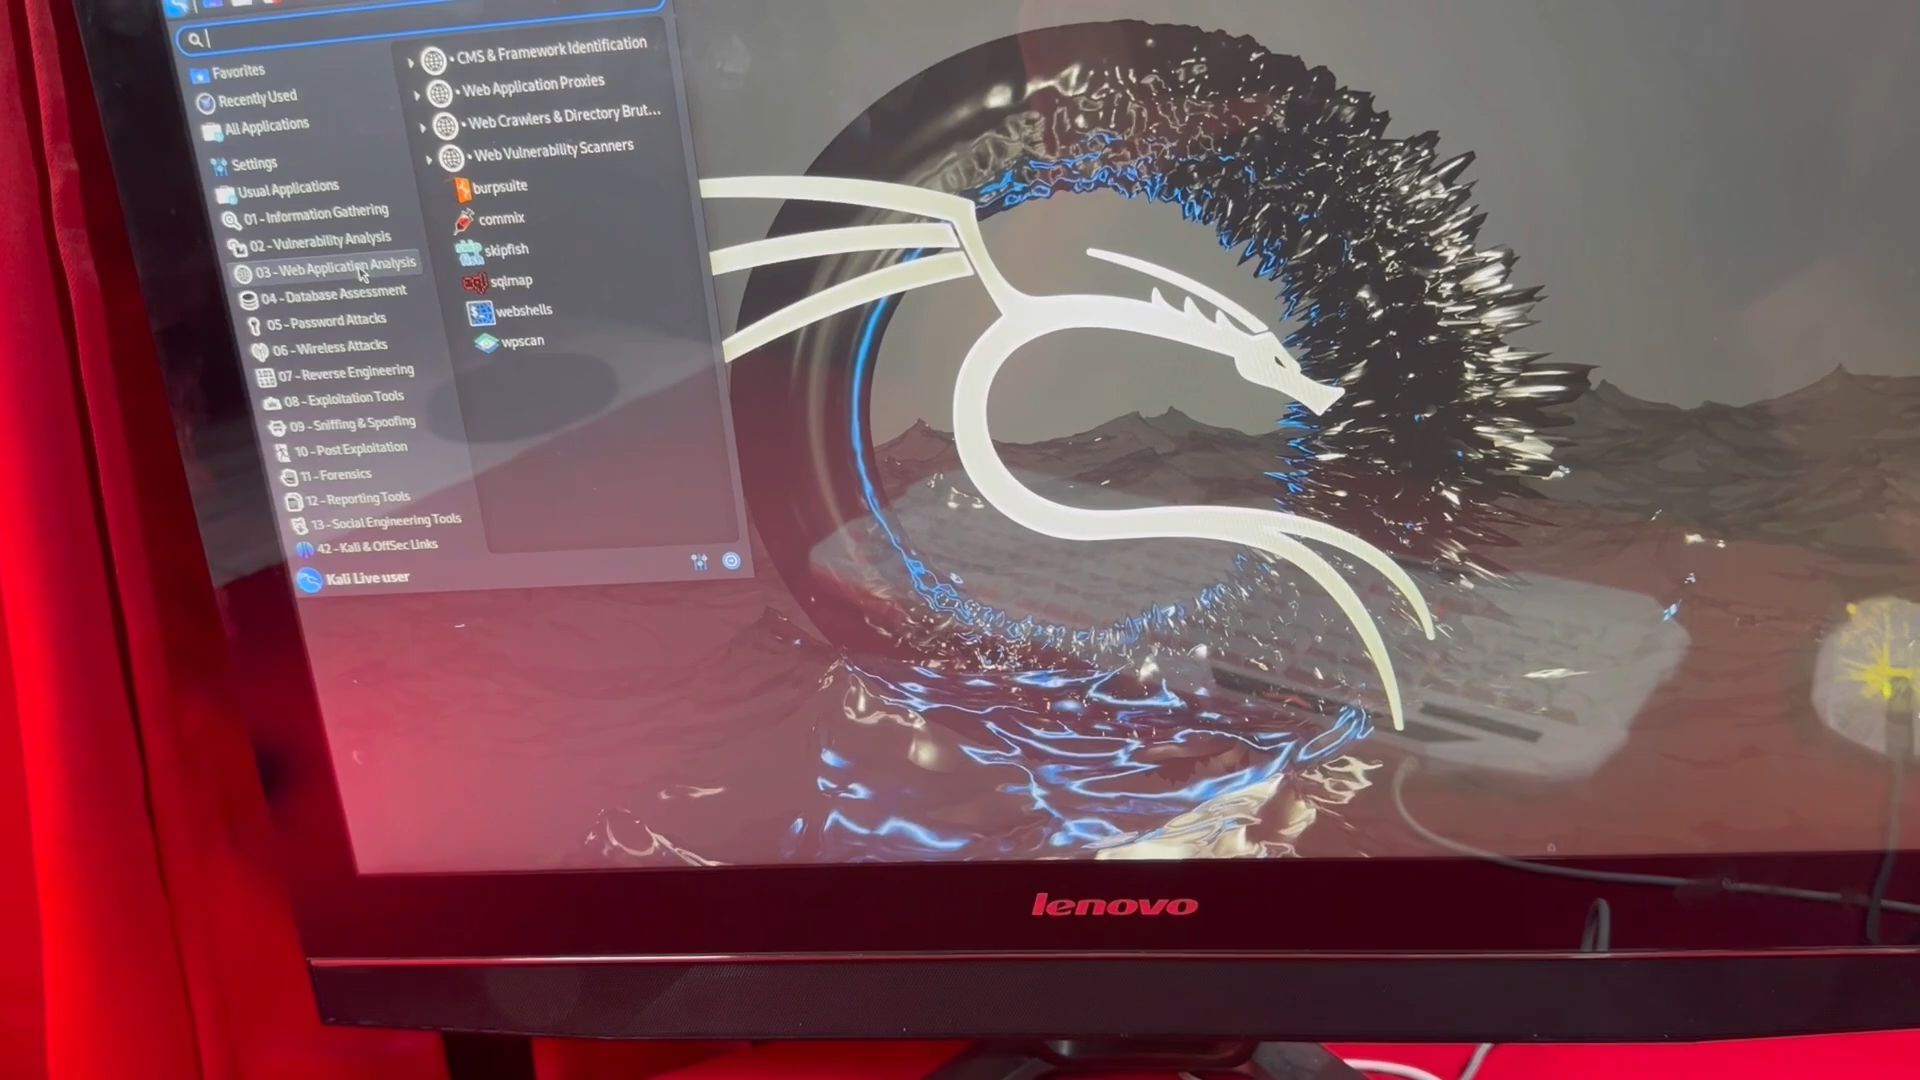 Favorites
Recently Used
All Applications
Settings
Usual Applications
01 - Information Gathering
02 - Vulnerability Analysis
03 - Web Application Analysis
04 - Database Assessment
05 - Password Attacks
06 - Wireless Attacks
07 - Reverse Engineering
08 - Exploitation Tools
09 - Sniffing & Spoofing
10 - Post Exploitation
11 - Forensics
12 - Reporting Tools
13 - Social Engineering Tools
42 - Kali & OffSec Links
Kali Live user
• CMS & Framework Identification
• Web Application Proxies
• Web Crawlers & Directory Brut...
• Web Vulnerability Scanners
burpsuite
commix
skip fish skipfish
sql sqlmap
$_ webshells
wpscan
lenovo